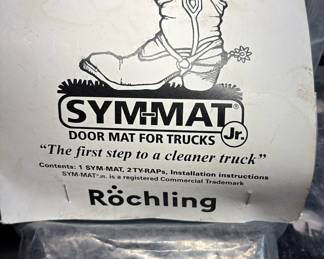 SYM-MAT® Jr.
DOOR MAT FOR TRUCKS
"The first step to a cleaner truck"
Contents: 1 SYM-MAT, 2 TY-RAPs, Installation instructions
SYM-MAT Jr. is a registered Commercial Trademark
Röchling